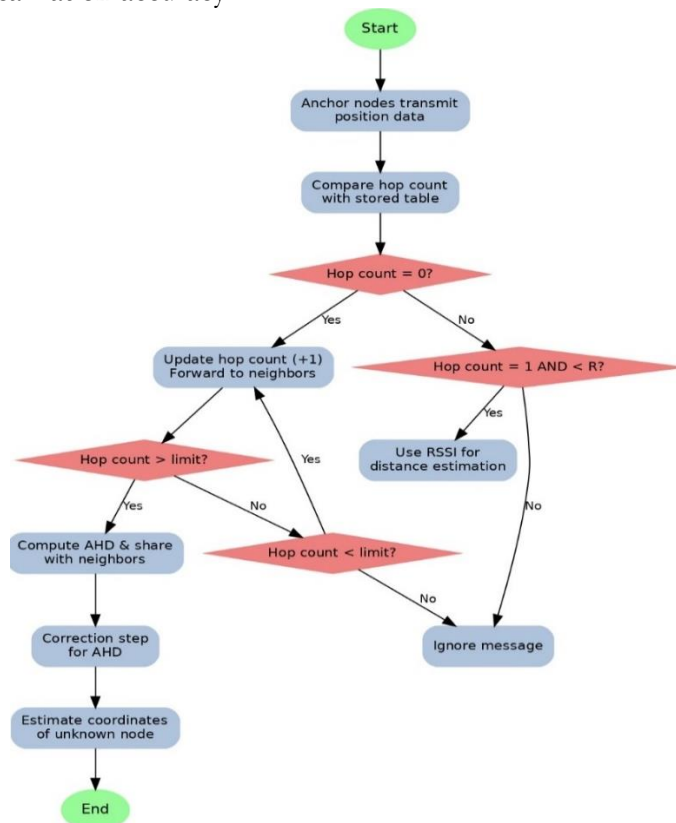 Start
Anchor nodes transmit
position data
Compare hop count
with stored table
Hop count = 0?
Yes
No
Update hop count (+1)
Forward to neighbors
Hop count = 1 AND < R?
Yes
Use RSSI for
distance estimation
Hop count > limit?
Yes
No
Yes
No
Compute AHD & share
with neighbors
Hop count < limit?
No
Correction step
for AHD
Ignore message
Estimate coordinates
of unknown node
End